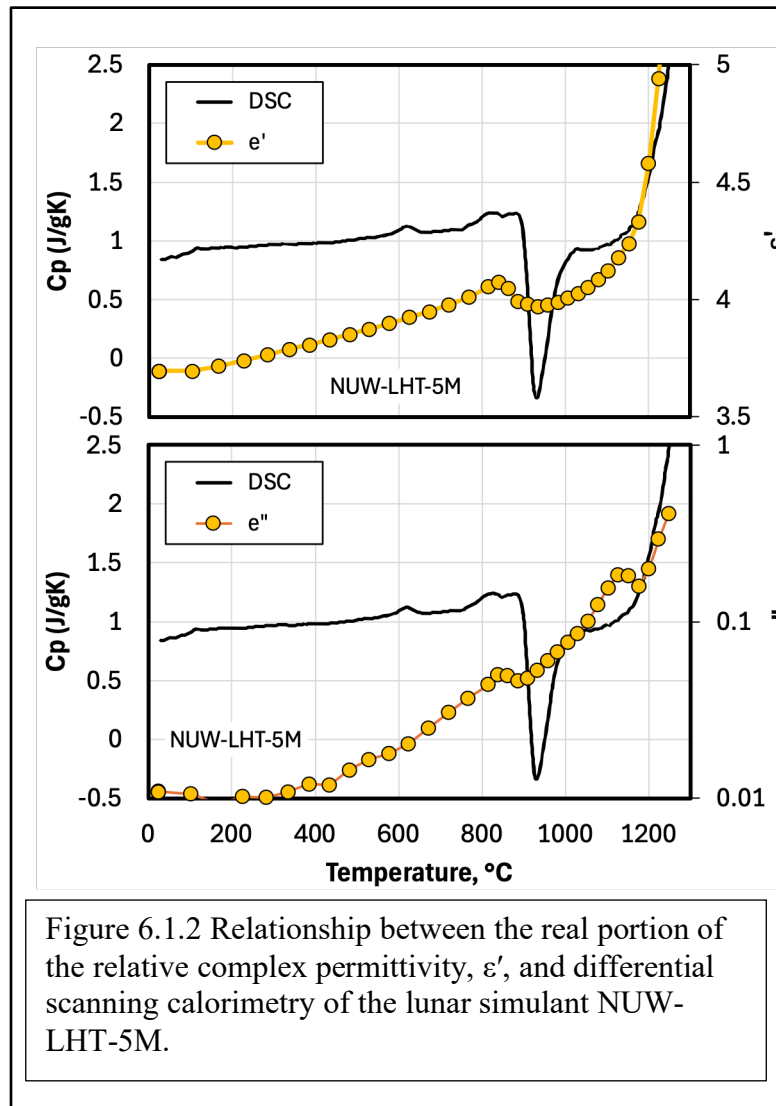 2.5
2
1.5
1
0.5
0
-0.5
Cp (J/gK)
DSC
e'
NUW-LHT-5M
5
4.5
4
3.5
ε'
2.5
2
1.5
1
0.5
0
-0.5
Cp (J/gK)
DSC
e"
NUW-LHT-5M
1
0.1
0.01
0 200 400 600 800 1000 1200
Temperature, °C
Figure 6.1.2 Relationship between the real portion of
the relative complex permittivity, ε′, and differential
scanning calorimetry of the lunar simulant NUW-
LHT-5M.